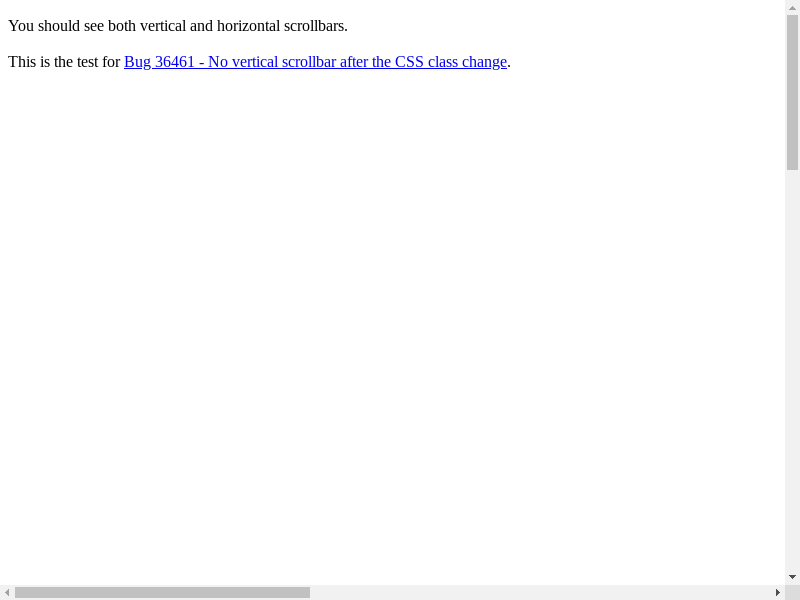 You should see both vertical and horizontal scrollbars.
This is the test for Bug 36461 - No vertical scrollbar after the CSS class change.